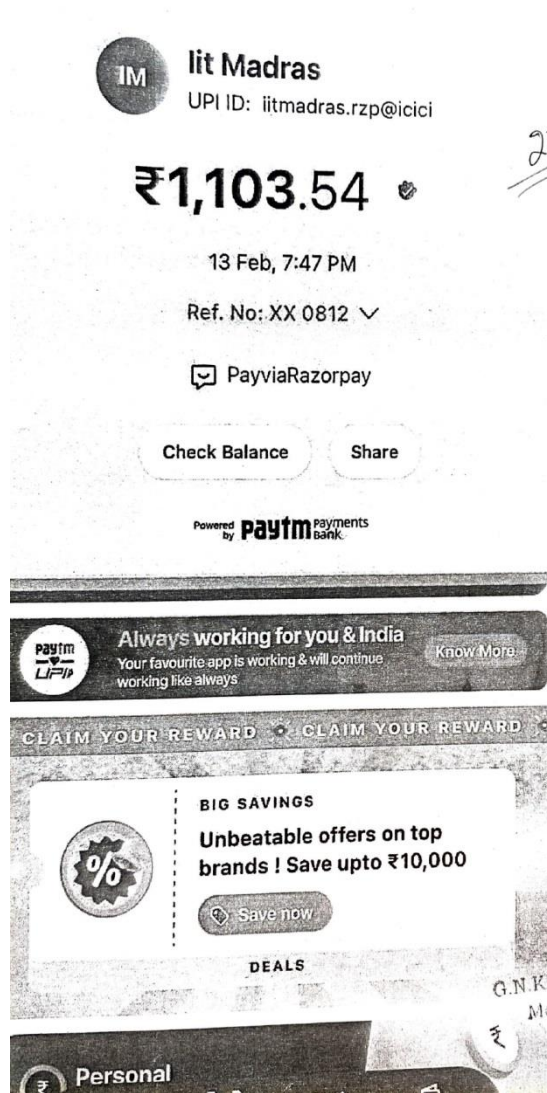 1M
Iit Madras
UPI ID: iitmadras.rzp@icici
₹1,103.54
13 Feb, 7:47 PM
Ref. No: XX 0812
PayviaRazorpay
Check Balance
Share
Powered by paytm Payments Bank
Always working for you & India
Your favourite app is working & will continue
working like always
Know More
paytm
UPI
CLAIM YOUR REWARD CLAIM YOUR REWARD
BIG SAVINGS
Unbeatable offers on top
brands ! Save upto ₹10,000
%
Save now
DEALS
G.N.K
₹
₹
Personal